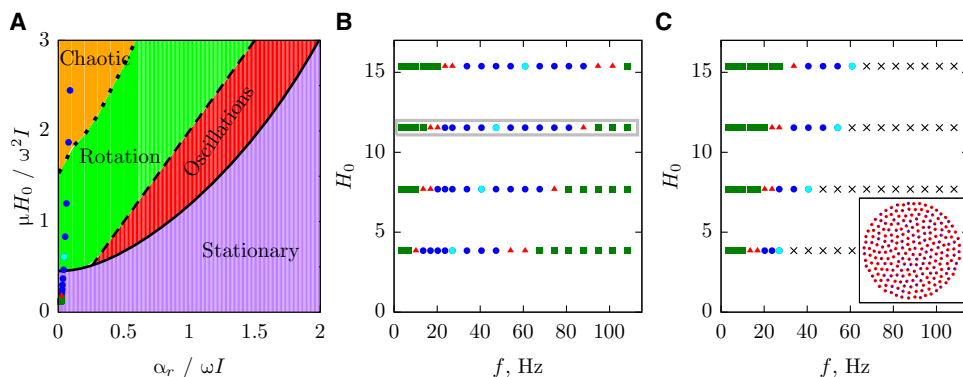 A
B
C
3
2
1
0
0
0.5
1
1.5
2
μH₀ / ω²I
α_r / ωI
Chaotic
Rotation
Oscillations
Stationary
15
10
5
0
0
20
40
60
80
100
H₀
f, Hz
15
10
5
0
0
20
40
60
80
100
H₀
f, Hz